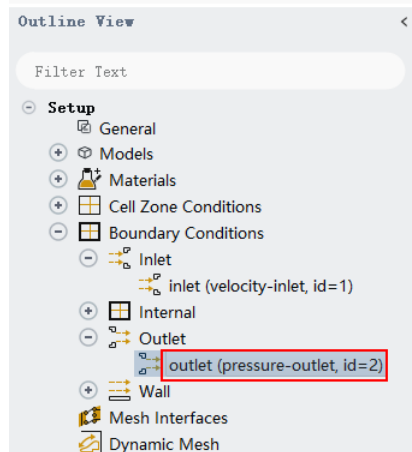 Outline View <
Filter Text
Setup
General
Models
Materials
Cell Zone Conditions
Boundary Conditions
Inlet
inlet (velocity-inlet, id=1)
Internal
Outlet
outlet (pressure-outlet, id=2)
Wall
Mesh Interfaces
Dynamic Mesh